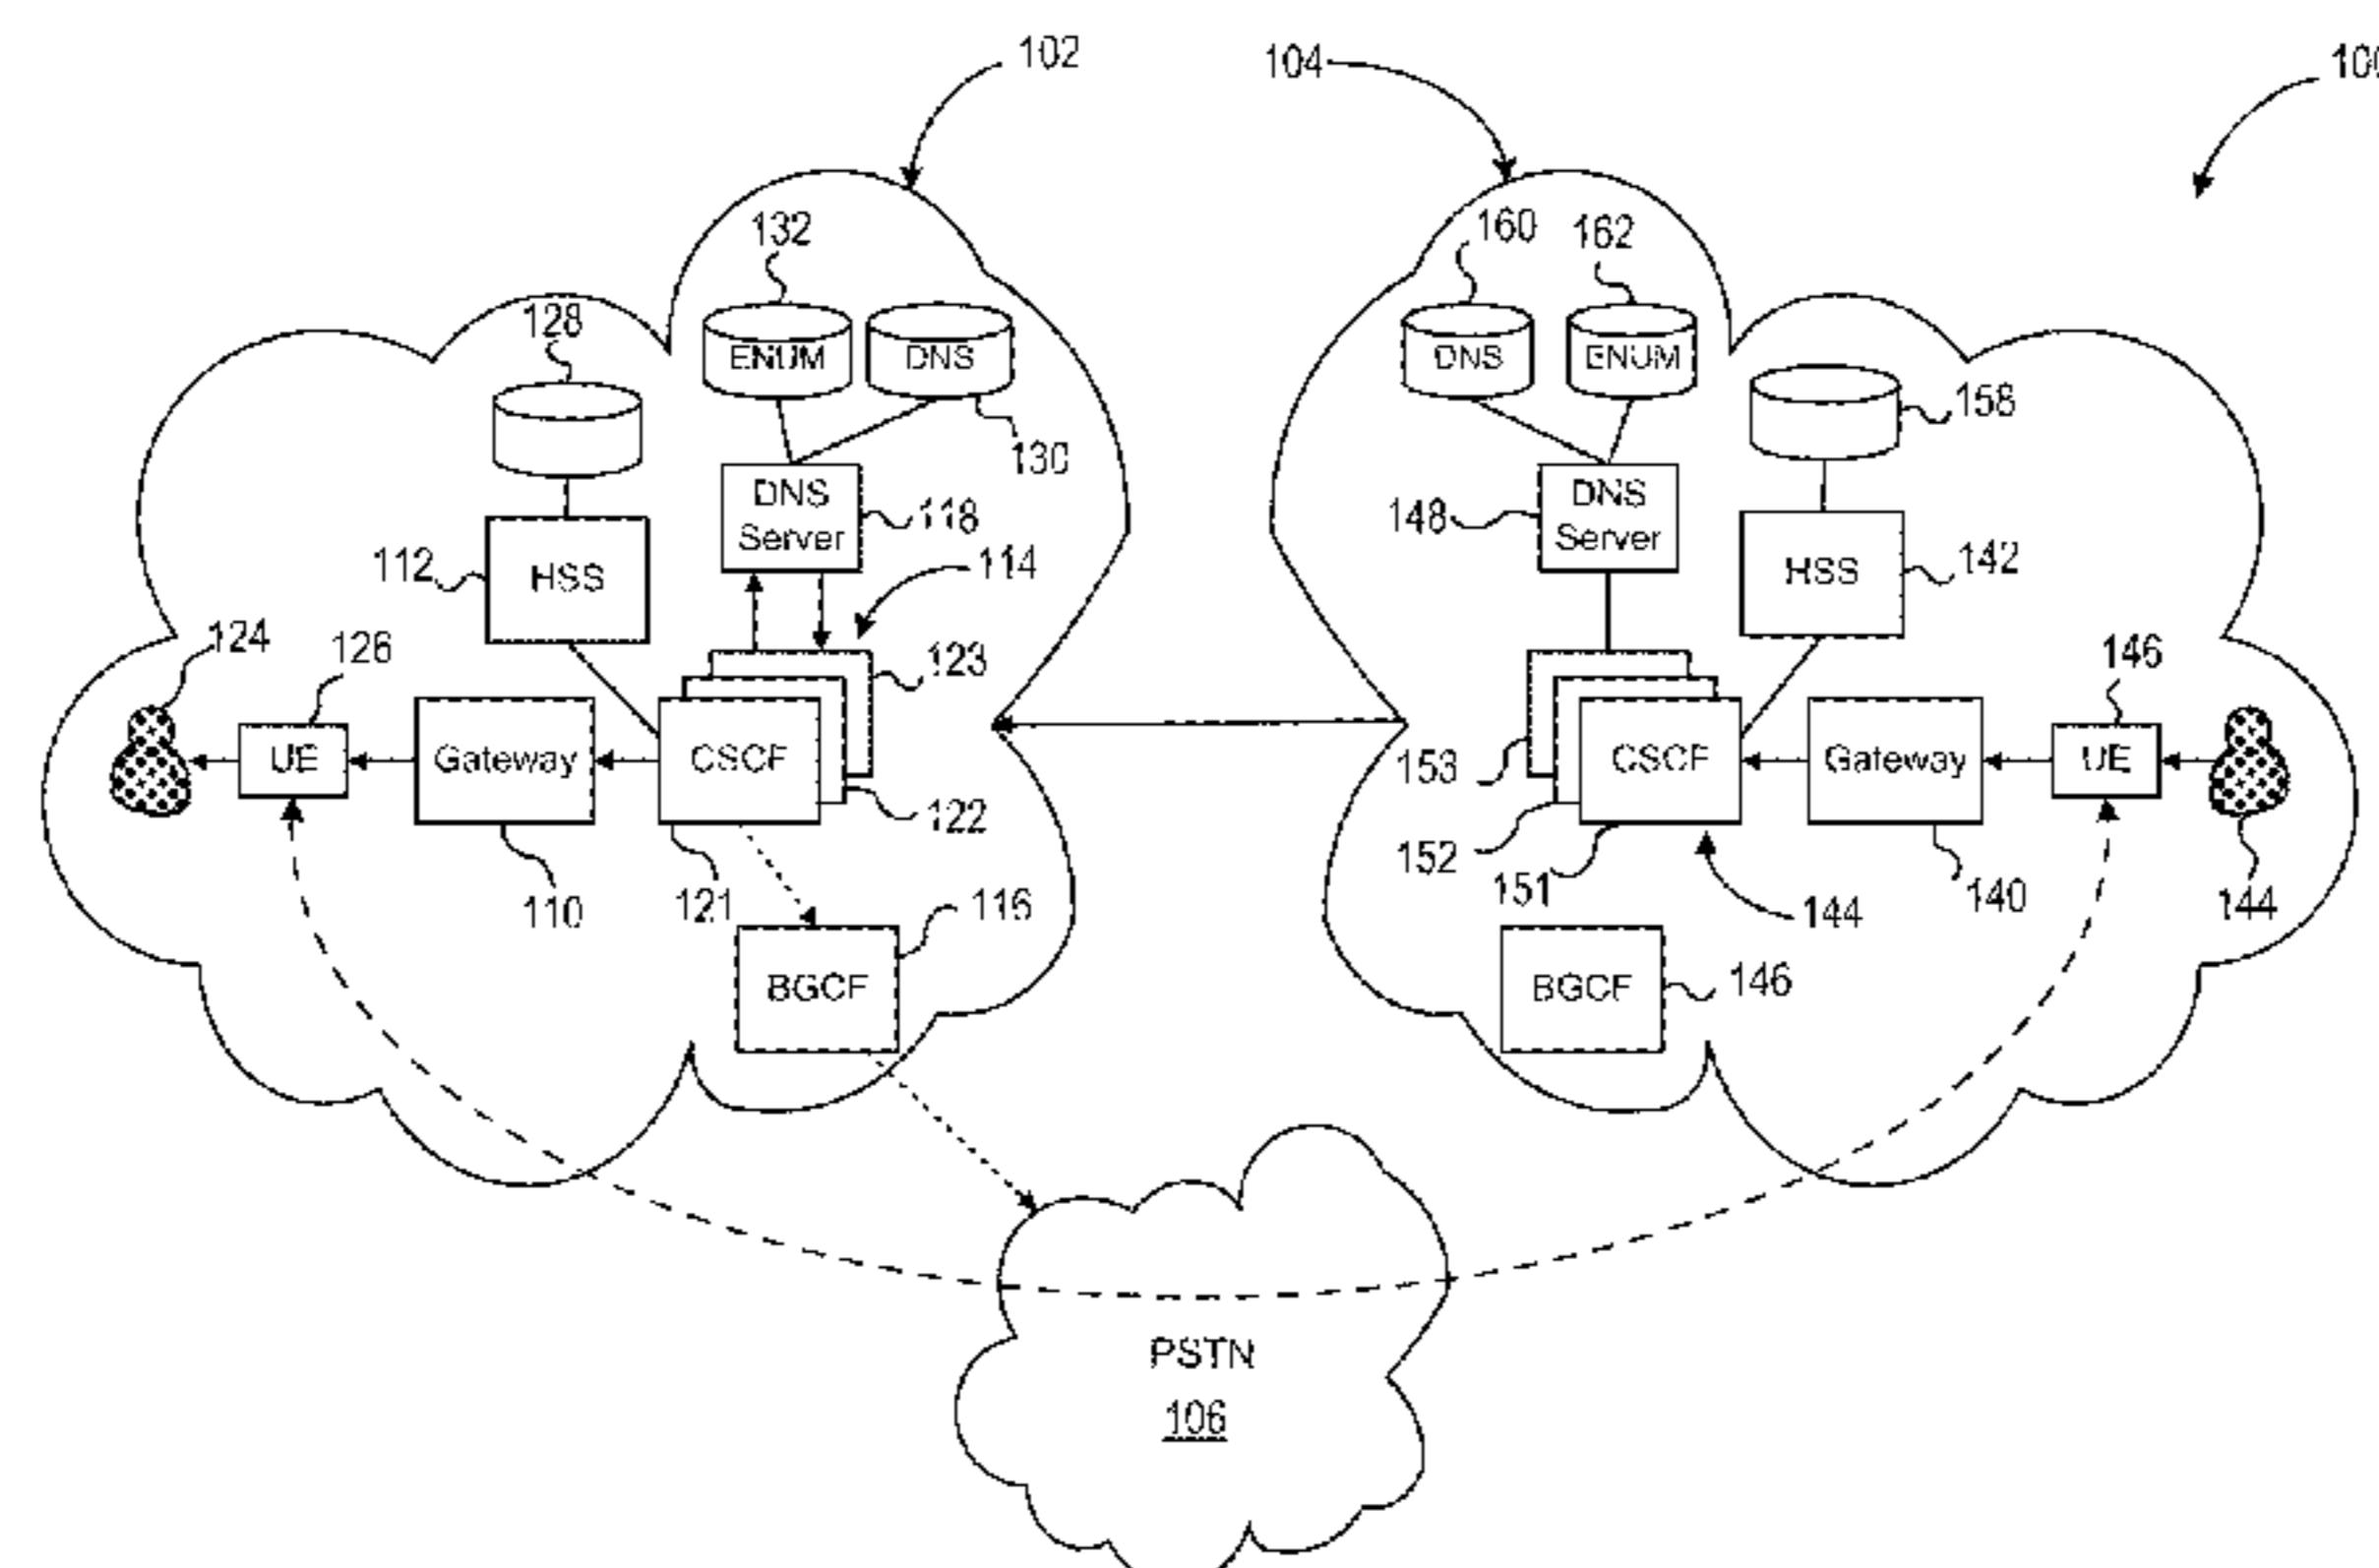 102
104
100
132
160
162
128
ENUM
DNS
DNS
ENUM
158
130
DNS
Server
118
148
DNS
Server
112
HSS
114
HSS
142
124
126
123
146
UE
Gateway
CSCF
153
CSCF
Gateway
UE
122
152
110
121
116
151
144
140
144
BGCF
BGCF
146
PSTN
106